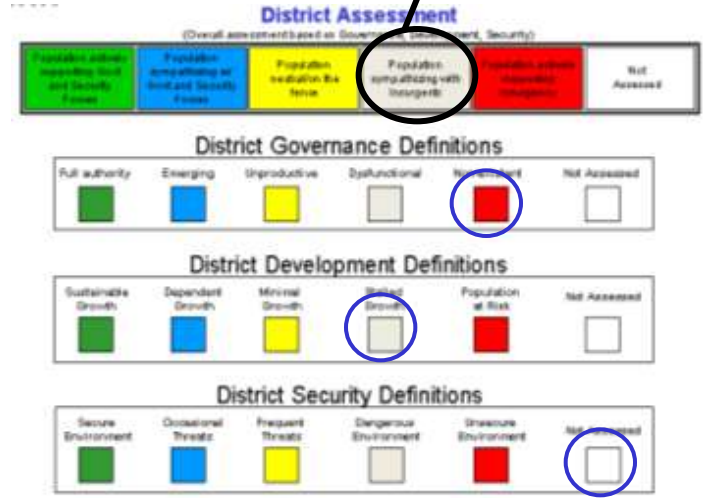 District Assessment
(Overall assessment based on Governance, Development, Security)
Population actively supporting Govt and Security Forces
Population sympathizing w/ Govt and Security Forces
Population neutral/on the fence
Population sympathizing with Insurgents
Population actively supporting Insurgency
Not Assessed
District Governance Definitions
Full authority Emerging Unproductive Dysfunctional Non-existent Not Assessed
District Development Definitions
Sustainable Growth Dependent Growth Minimal Growth Stalled Growth Population at Risk Not Assessed
District Security Definitions
Secure Environment Occasional Threats Frequent Threats Dangerous Environment Unsecure Environment Not Assessed